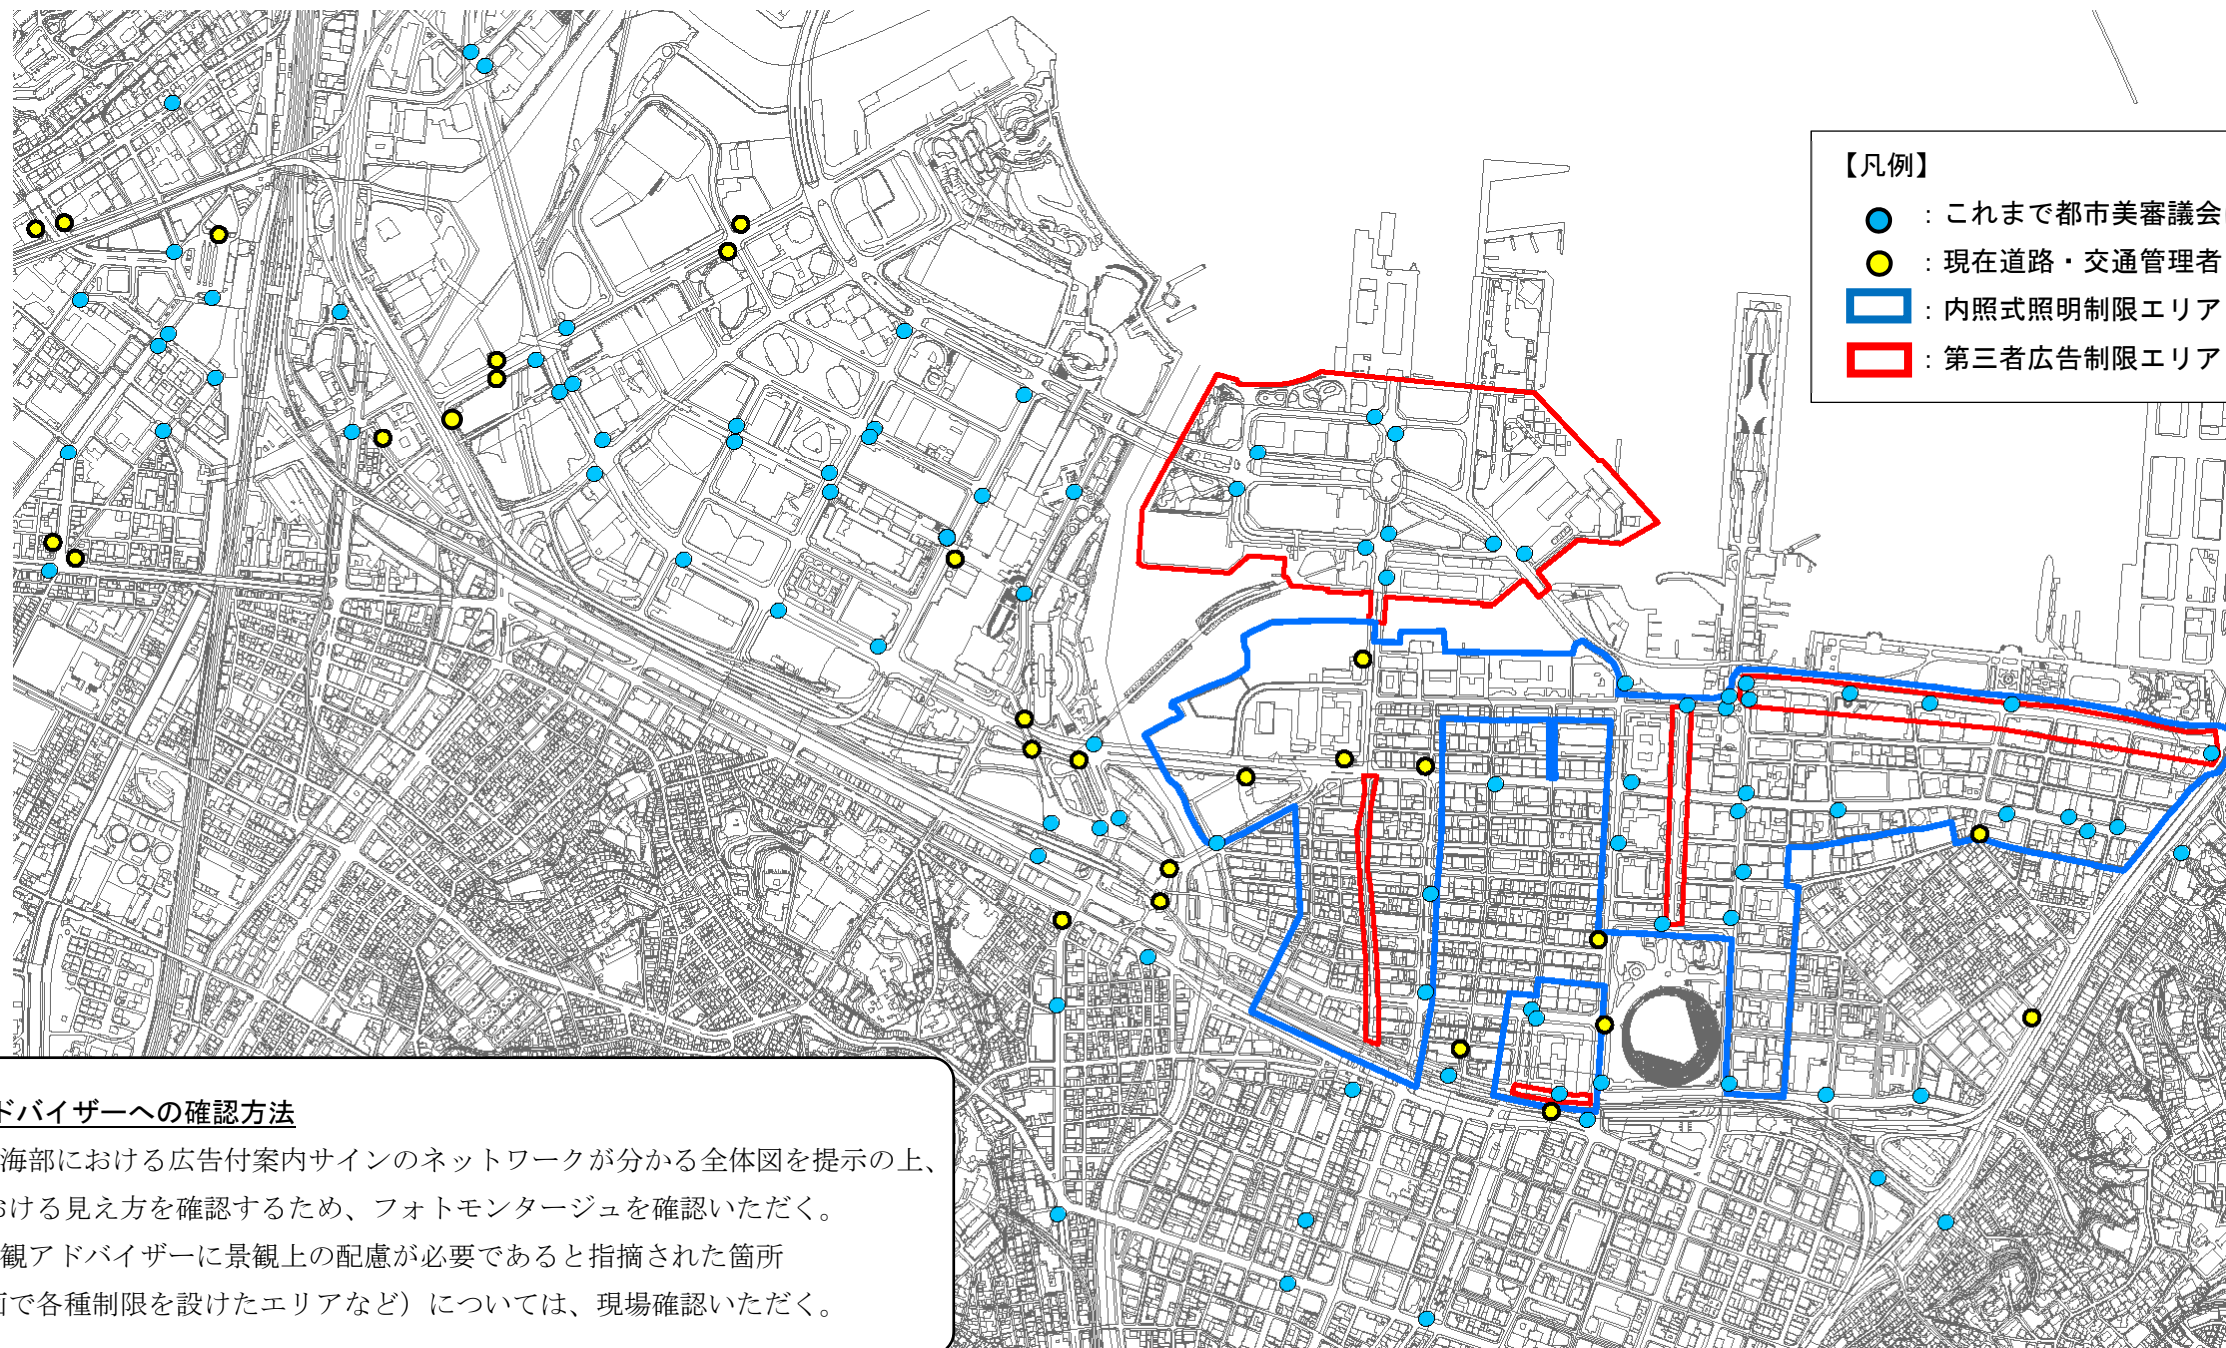 【凡例】
：これまで都市美審議会
：現在道路・交通管理者
：内照式照明制限エリア
：第三者広告制限エリア
ドバイザーへの確認方法
海部における広告付案内サインのネットワークが分かる全体図を提示の上、
おける見え方を確認するため、フォトモンタージュを確認いただく。
観アドバイザーに景観上の配慮が必要であると指摘された箇所
画で各種制限を設けたエリアなど）については、現場確認いただく。